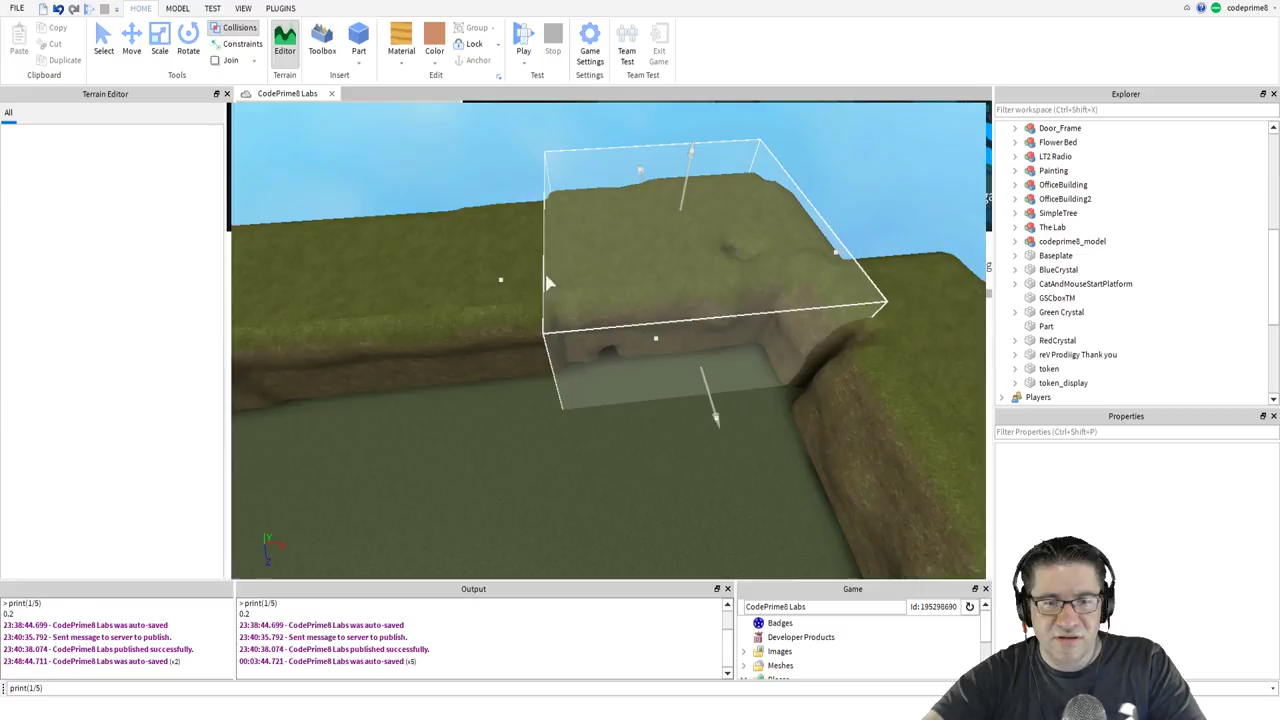 FILE HOME MODEL TEST VIEW PLUGINS codeprime8
Paste Copy Cut Duplicate Select Move Scale Rotate Collisions Constraints Join Editor Toolbox Part Material Color Group Lock Anchor Play Stop Game Settings Team Test Exit Game
Clipboard Tools Terrain Insert Edit Test Settings Team Test
Terrain Editor
All
CodePrime8 Labs
Explorer
Filter workspace (Ctrl+Shift+X)
Door_Frame
Flower Bed
LT2 Radio
Painting
OfficeBuilding
OfficeBuilding2
SimpleTree
The Lab
codeprime8_model
Baseplate
BlueCrystal
CatAndMouseStartPlatform
GSCboxTM
Green Crystal
Part
RedCrystal
reV Prodiigy Thank you
token
token_display
Players
Properties
Filter Properties (Ctrl+Shift+P)
Y
Z
> print(1/5)
0.2
23:38:44.699 - CodePrime8 Labs was auto-saved
23:40:35.792 - Sent message to server to publish.
23:40:38.074 - CodePrime8 Labs published successfully.
23:48:44.711 - CodePrime8 Labs was auto-saved (x2)
Output
> print(1/5)
0.2
23:38:44.699 - CodePrime8 Labs was auto-saved
23:40:35.792 - Sent message to server to publish.
23:40:38.074 - CodePrime8 Labs published successfully.
00:03:44.721 - CodePrime8 Labs was auto-saved (x5)
Game
CodePrime8 Labs Id: 195298690
Badges
Developer Products
Images
Meshes
print(1/5)